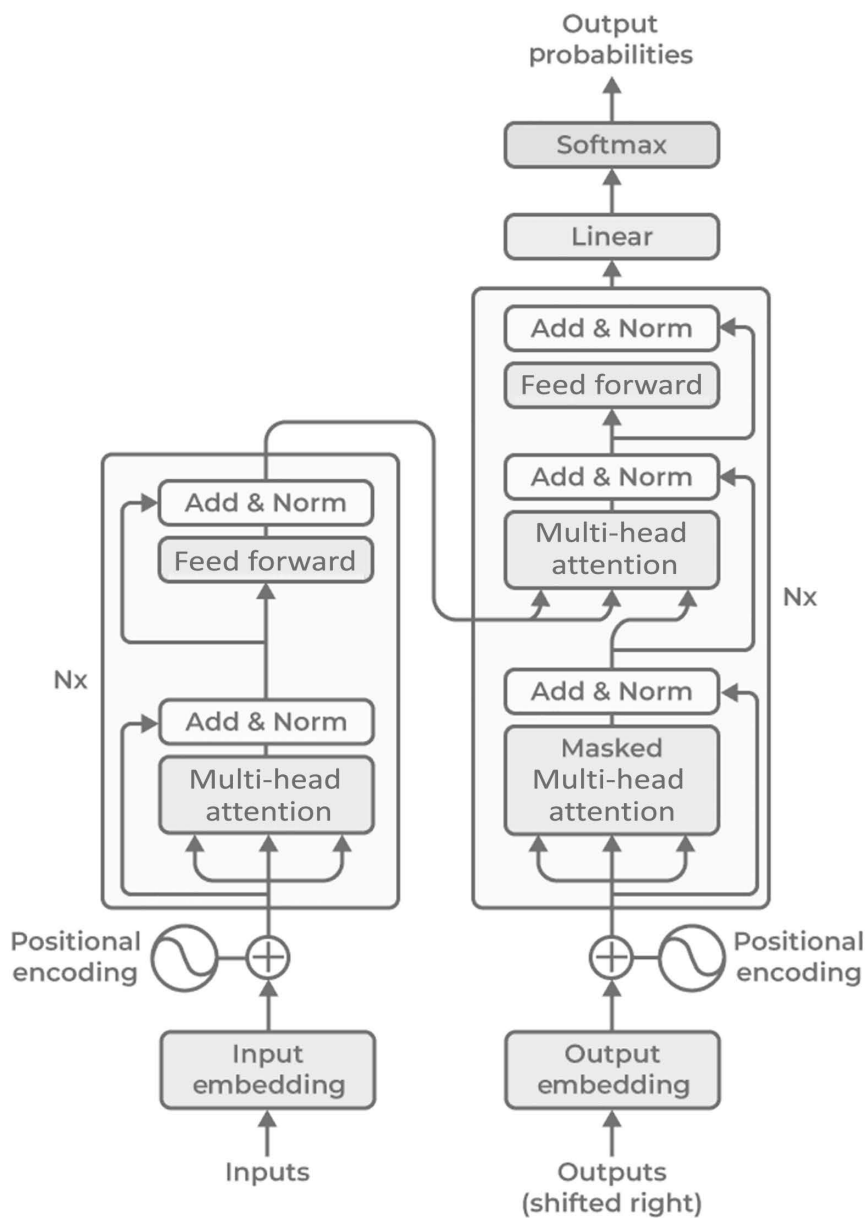 Output
probabilities
Softmax
Linear
Add & Norm
Feed forward
Add & Norm
Multi-head
attention
Nx
Add & Norm
Masked
Multi-head
attention
Positional
encoding
Output
embedding
Outputs
(shifted right)
Add & Norm
Feed forward
Nx
Add & Norm
Multi-head
attention
Positional
encoding
Input
embedding
Inputs